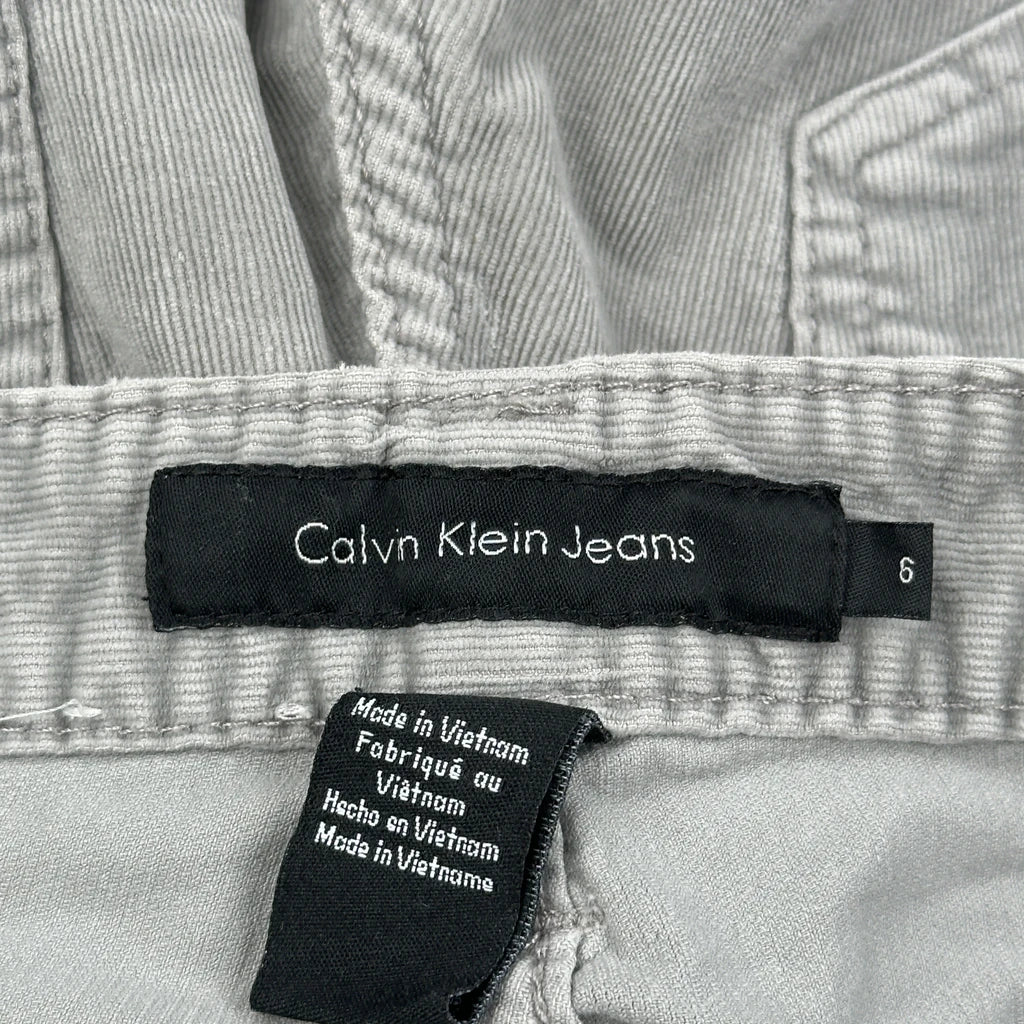 Calvin Klein Jeans
6
Made in Vietnam
Fabriqué au
Viêtnam
Hecho en Vietnam
Made in Vietname